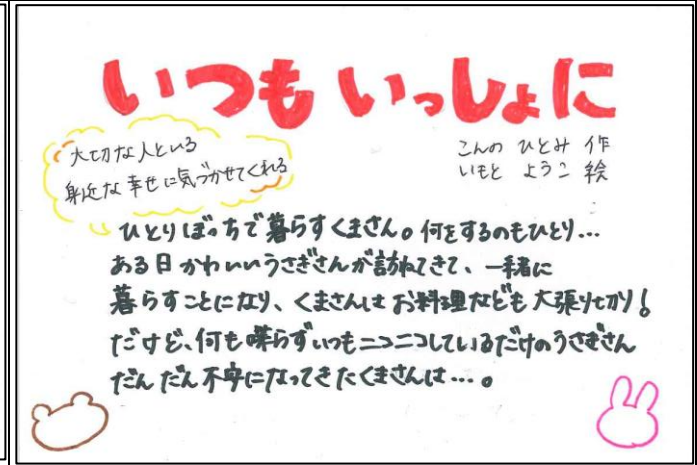 いつも いっしょに
大切な人といる
身近な幸せに気づかせてくれる
こんの ひとみ 作
いもと ようこ 絵
ひとりぼっちで暮らすくまさん。何をするのもひとり…
ある日かわいいうさぎさんが訪ねてきて、一緒に
暮らすことになり、くまさんはお料理なども大張り切り!
だけど、何も喋らずいつもニコニコしているだけのうさぎさん
だんだん不安になってきたくまさんは…。